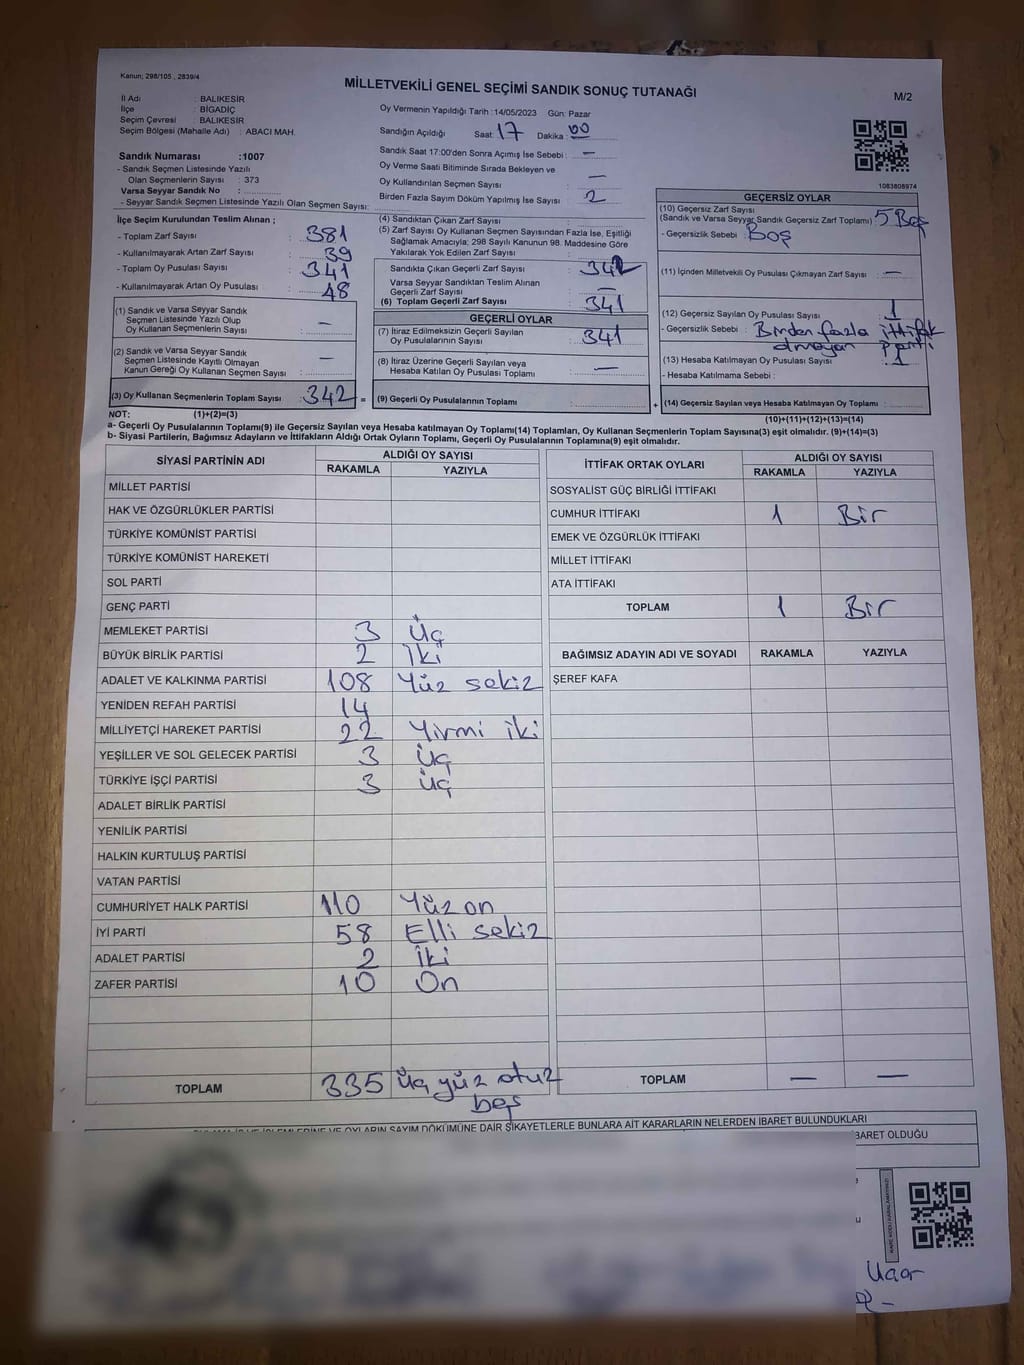 Kanun; 298/105 , 2839/4
MİLLETVEKİLİ GENEL SEÇİMİ SANDIK SONUÇ TUTANAĞI
M/2
İl Adı : BALIKESİR
İlçe : BİGADİÇ
Seçim Çevresi : BALIKESİR
Seçim Bölgesi (Mahalle Adı) : ABACI MAH.
Sandık Numarası :1007
- Sandık Seçmen Listesinde Yazılı
Olan Seçmenlerin Sayısı : 373
Varsa Seyyar Sandık No :
- Seyyar Sandık Seçmen Listesinde Yazılı Olan Seçmen Sayısı:
Oy Vermenin Yapıldığı Tarih :14/05/2023 Gün: Pazar
Sandığın Açıldığı Saat: 17 Dakika : 00
Sandık Saat 17:00'den Sonra Açımış İse Sebebi : —
Oy Verme Saati Bitiminde Sırada Bekleyen ve
Oy Kullandırılan Seçmen Sayısı —
Birden Fazla Sayım Döküm Yapılmış İse Sayısı 2
1083808974
İlçe Seçim Kurulundan Teslim Alınan ;
- Toplam Zarf Sayısı : 381
- Kullanılmayarak Artan Zarf Sayısı : 39
- Toplam Oy Pusulası Sayısı : 341
- Kullanılmayarak Artan Oy Pusulası : 48
(1) Sandık ve Varsa Seyyar Sandık
Seçmen Listesinde Yazılı Olup
Oy Kullanan Seçmenlerin Sayısı : —
(2) Sandık ve Varsa Seyyar Sandık
Seçmen Listesinde Kayıtlı Olmayan
Kanun Gereği Oy Kullanan Seçmen Sayısı : —
(3) Oy Kullanan Seçmenlerin Toplam Sayısı : 342 =
(4) Sandıktan Çıkan Zarf Sayısı :
(5) Zarf Sayısı Oy Kullanan Seçmen Sayısından Fazla İse, Eşitliği
Sağlamak Amacıyla; 298 Sayılı Kanunun 98. Maddesine Göre
Yakılarak Yok Edilen Zarf Sayısı :
Sandıkta Çıkan Geçerli Zarf Sayısı :
Varsa Seyyar Sandıktan Teslim Alınan
Geçerli Zarf Sayısı : —
(6) Toplam Geçerli Zarf Sayısı : 341
GEÇERLİ OYLAR
(7) İtiraz Edilmeksizin Geçerli Sayılan
Oy Pusulalarının Sayısı : 341
(8) İtiraz Üzerine Geçerli Sayılan veya
Hesaba Katılan Oy Pusulası Toplamı : —
(9) Geçerli Oy Pusulalarının Toplamı : +
GEÇERSİZ OYLAR
(10) Geçersiz Zarf Sayısı
(Sandık ve Varsa Seyyar Sandık Geçersiz Zarf Toplamı) : 5 Beş
- Geçersizlik Sebebi : Boş
(11) İçinden Milletvekili Oy Pusulası Çıkmayan Zarf Sayısı : —
(12) Geçersiz Sayılan Oy Pusulası Sayısı : 1
- Geçersizlik Sebebi : Birden fazla ittifak
olmayan Parti
(13) Hesaba Katılmayan Oy Pusulası Sayısı : 1
- Hesaba Katılmama Sebebi :
(14) Geçersiz Sayılan veya Hesaba Katılmayan Oy Toplamı :
NOT: (1)+(2)=(3) (10)+(11)+(12)+(13)=(14)
a- Geçerli Oy Pusulalarının Toplamı(9) ile Geçersiz Sayılan veya Hesaba katılmayan Oy Toplamı(14) Toplamları, Oy Kullanan Seçmenlerin Toplam Sayısına(3) eşit olmalıdır. (9)+(14)=(3)
b- Siyasi Partilerin, Bağımsız Adayların ve İttifakların Aldığı Ortak Oyların Toplamı, Geçerli Oy Pusulalarının Toplamına(9) eşit olmalıdır.
SİYASİ PARTİNİN ADI ALDIĞI OY SAYISI
RAKAMLA YAZIYLA
MİLLET PARTİSİ
HAK VE ÖZGÜRLÜKLER PARTİSİ
TÜRKİYE KOMÜNİST PARTİSİ
TÜRKİYE KOMÜNİST HAREKETİ
SOL PARTİ
GENÇ PARTİ
MEMLEKET PARTİSİ 3 Üç
BÜYÜK BİRLİK PARTİSİ 2 İki
ADALET VE KALKINMA PARTİSİ 108 Yüz sekiz
YENİDEN REFAH PARTİSİ 14
MİLLİYETÇİ HAREKET PARTİSİ 22 Yirmi iki
YEŞİLLER VE SOL GELECEK PARTİSİ 3 Üç
TÜRKİYE İŞÇİ PARTİSİ 3 Üç
ADALET BİRLİK PARTİSİ
YENİLİK PARTİSİ
HALKIN KURTULUŞ PARTİSİ
VATAN PARTİSİ
CUMHURİYET HALK PARTİSİ 110 Yüz on
İYİ PARTİ 58 Elli sekiz
ADALET PARTİSİ 2 İki
ZAFER PARTİSİ 10 On
TOPLAM 335 Üç yüz otuz
beş
İTTİFAK ORTAK OYLARI ALDIĞI OY SAYISI
RAKAMLA YAZIYLA
SOSYALİST GÜÇ BİRLİĞİ İTTİFAKI
CUMHUR İTTİFAKI 1 Bir
EMEK VE ÖZGÜRLÜK İTTİFAKI
MİLLET İTTİFAKI
ATA İTTİFAKI
TOPLAM 1 Bir
BAĞIMSIZ ADAYIN ADI VE SOYADI RAKAMLA YAZIYLA
ŞEREF KAFA
TOPLAM — —
OYLARIN SAYIM DÖKÜMÜNE DAİR ŞİKAYETLERLE BUNLARA AİT KARARLARIN NELERDEN İBARET BULUNDUKLARI
İBARET OLDUĞU
Uçar